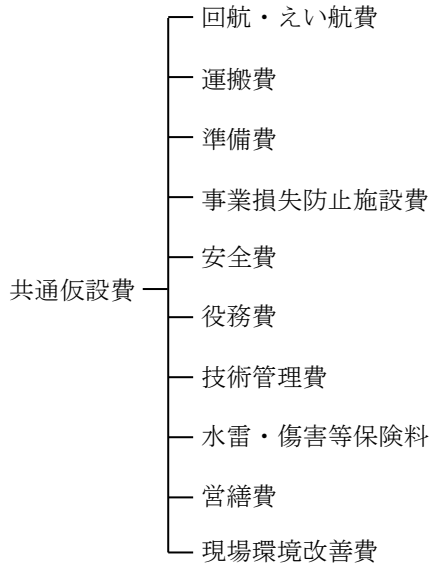 回航・えい航費
運搬費
準備費
事業損失防止施設費
安全費
共通仮設費
役務費
技術管理費
水雷・傷害等保険料
営繕費
現場環境改善費